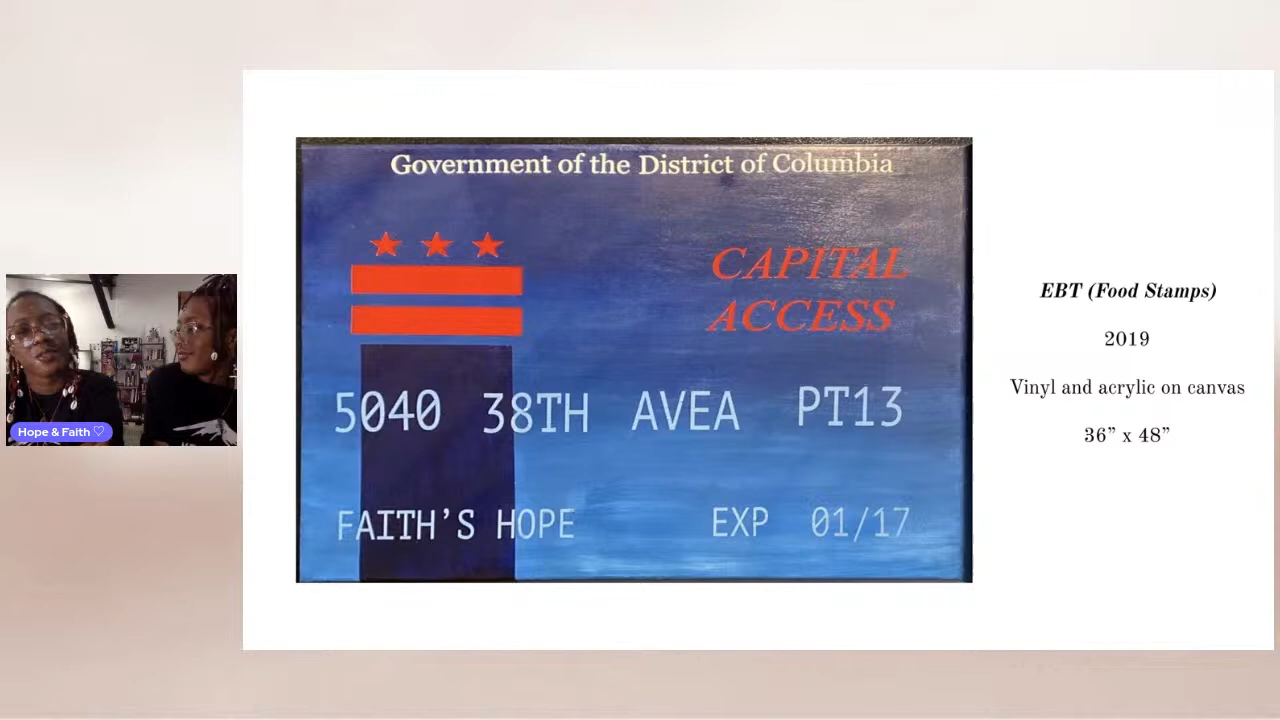 Government of the District of Columbia
CAPITAL
ACCESS
5040 38TH AVEA PT13
FAITH'S HOPE EXP 01/17
EBT (Food Stamps)
2019
Vinyl and acrylic on canvas
36” x 48”
Hope & Faith ♡